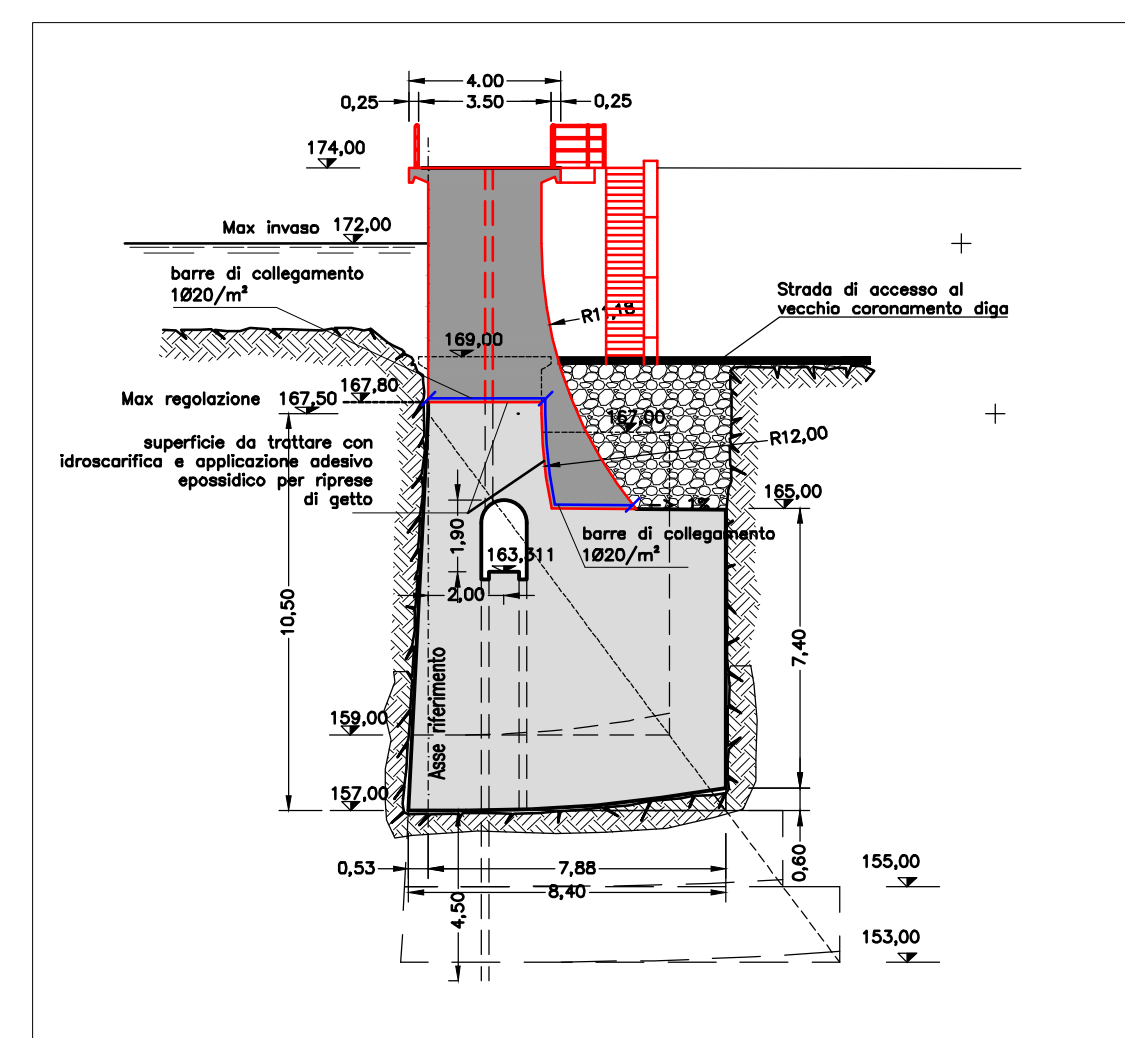 4.00
0,25
3.50
0,25
174,00
Max invaso 172,00
barre di collegamento
1Ø20/m²
R11,18
Strada di accesso al
vecchio coronamento diga
169,00
167,80
Max regolazione 167,50
167,00
R12,00
superficie da trattare con
idroscarifica e applicazione adesivo
epossidico per riprese
di getto
165,00
1%
1,90
barre di collegamento
1Ø20/m²
163,311
2,00
10,50
7,40
Asse riferimento
159,00
157,00
0,53
7,88
0,60
155,00
8,40
4,50
153,00